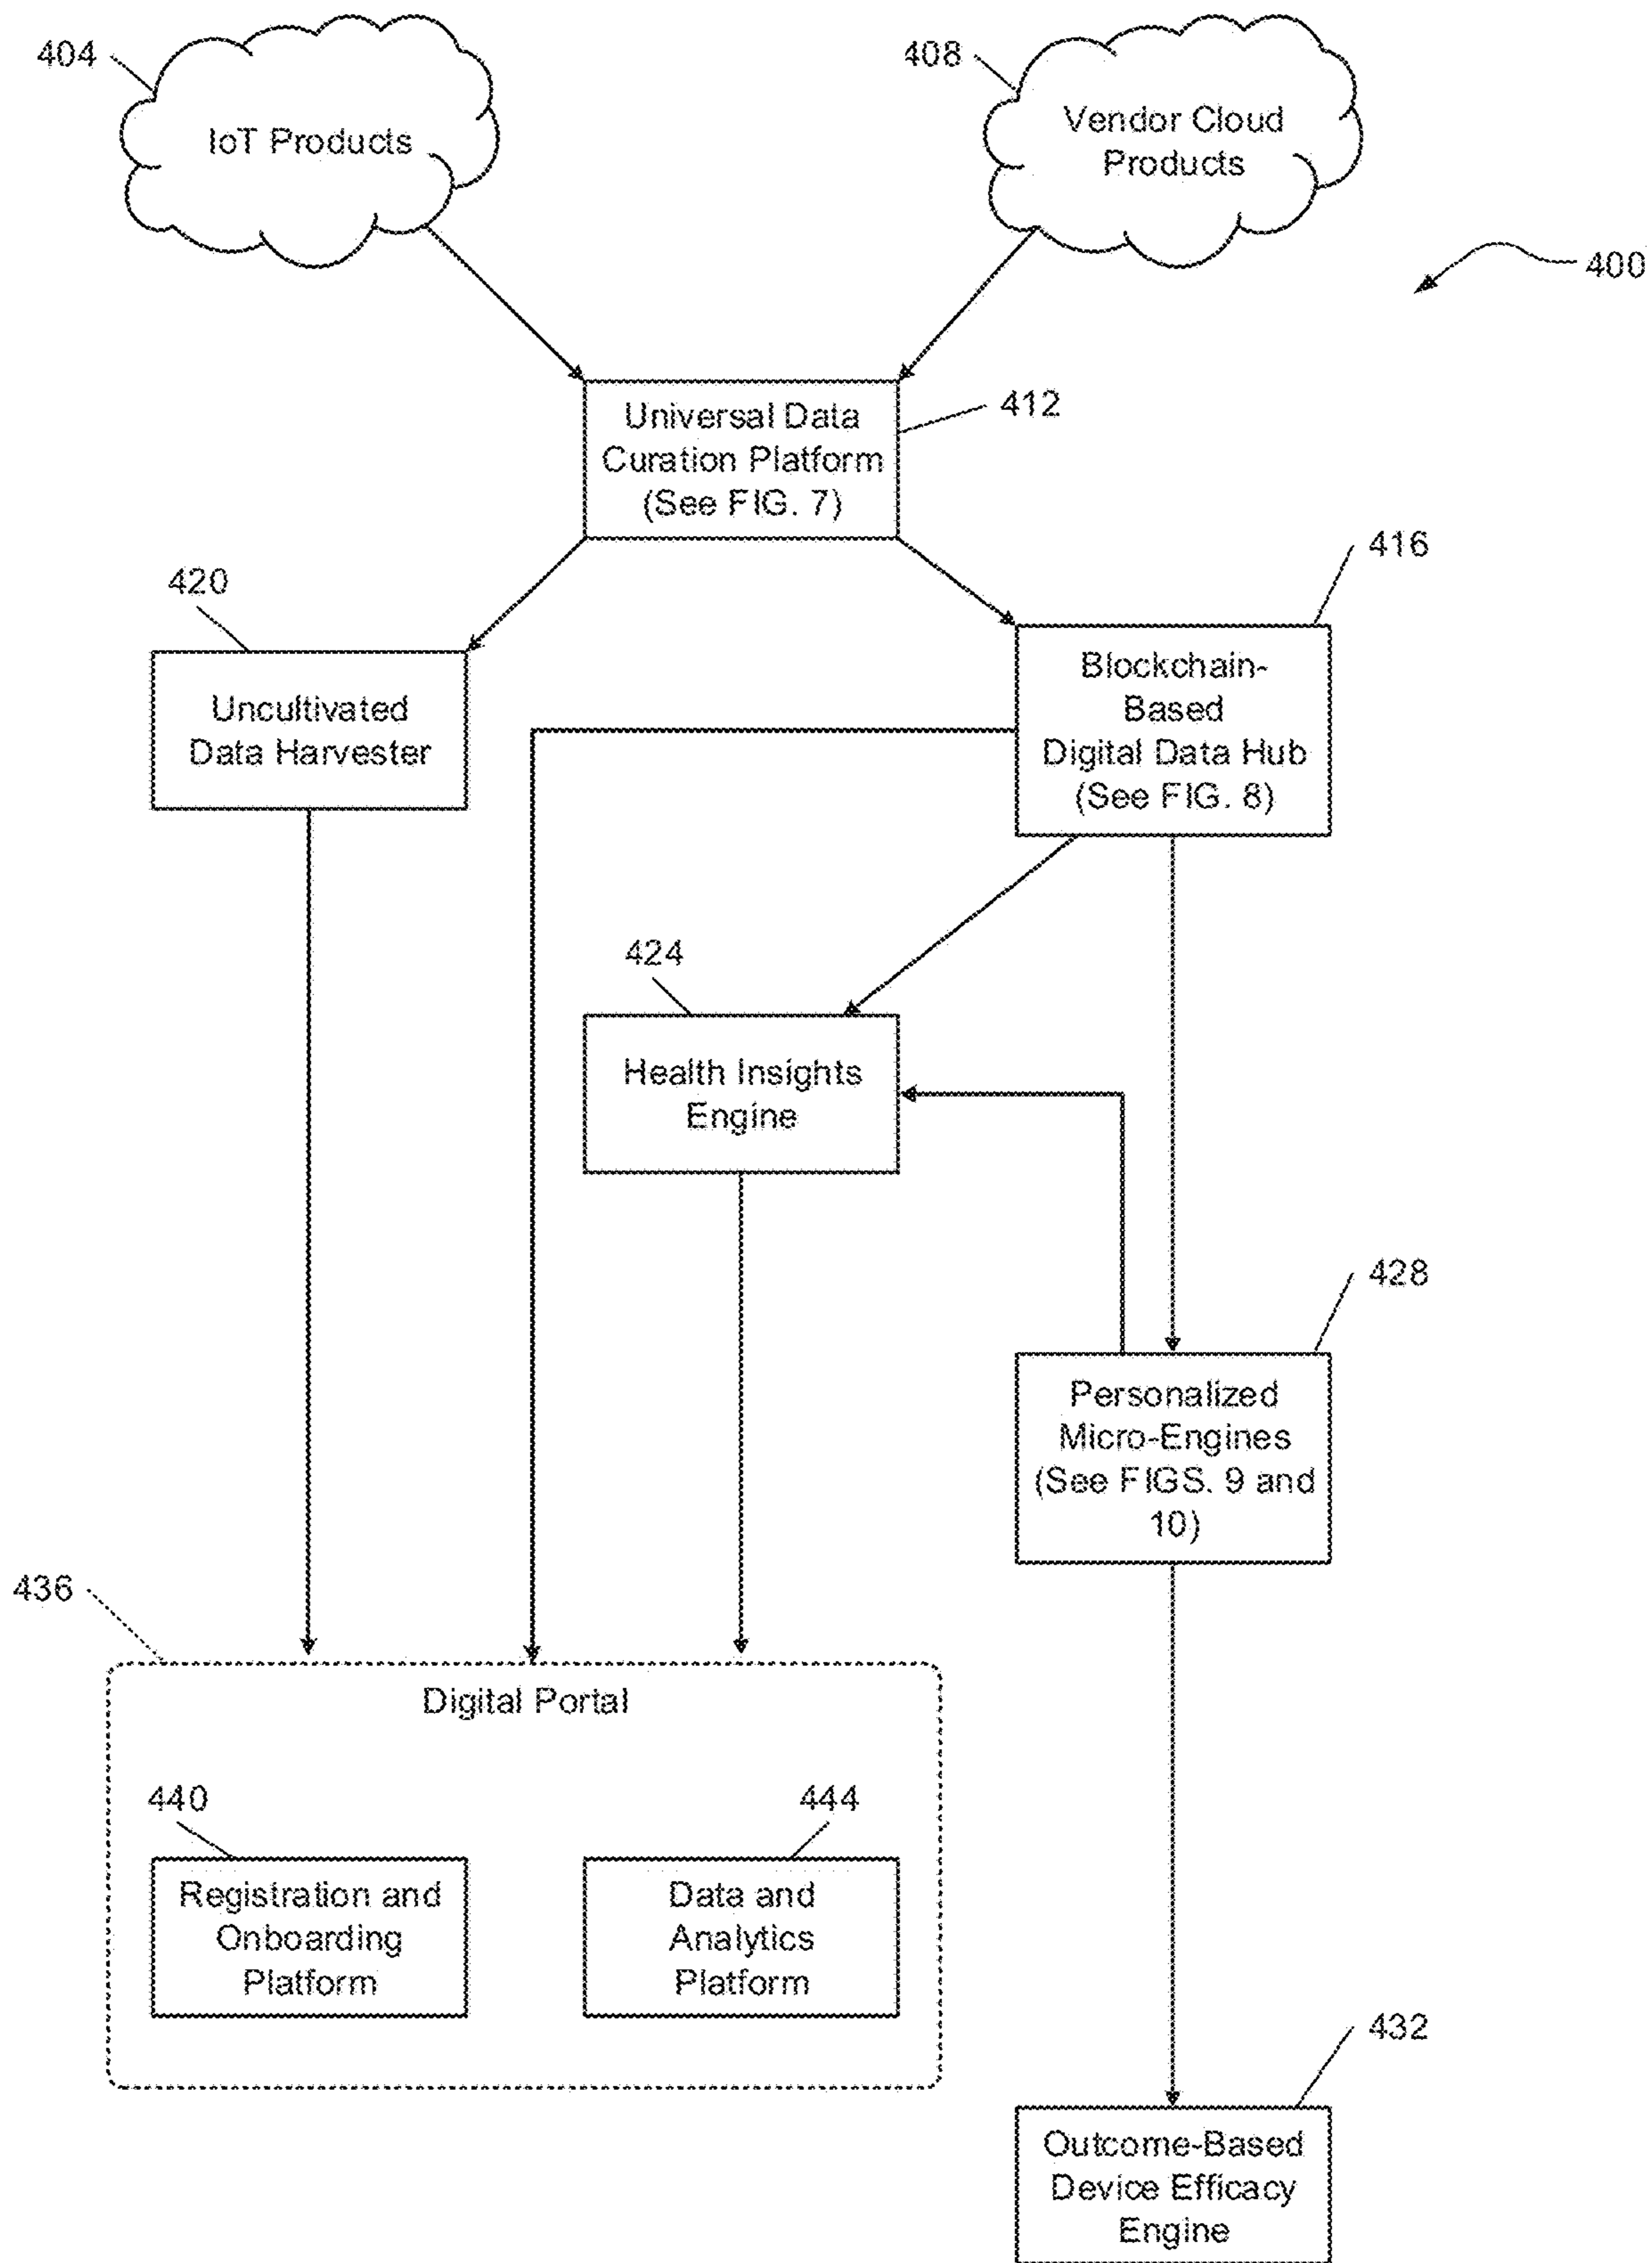 404
IoT Products
408
Vendor Cloud
Products
400
Universal Data
Curation Platform
(See FIG. 7)
412
416
420
Uncultivated
Data Harvester
Blockchain-
Based
Digital Data Hub
(See FIG. 8)
424
Health Insights
Engine
428
Personalized
Micro-Engines
(See FIGS. 9 and
10)
436
Digital Portal
440
444
Registration and
Onboarding
Platform
Data and
Analytics
Platform
432
Outcome-Based
Device Efficacy
Engine